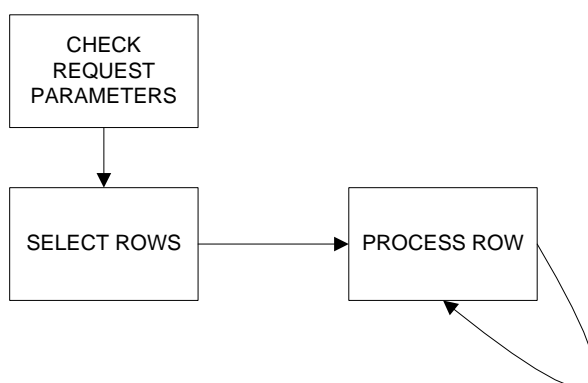 CHECK
REQUEST
PARAMETERS
SELECT ROWS
PROCESS ROW